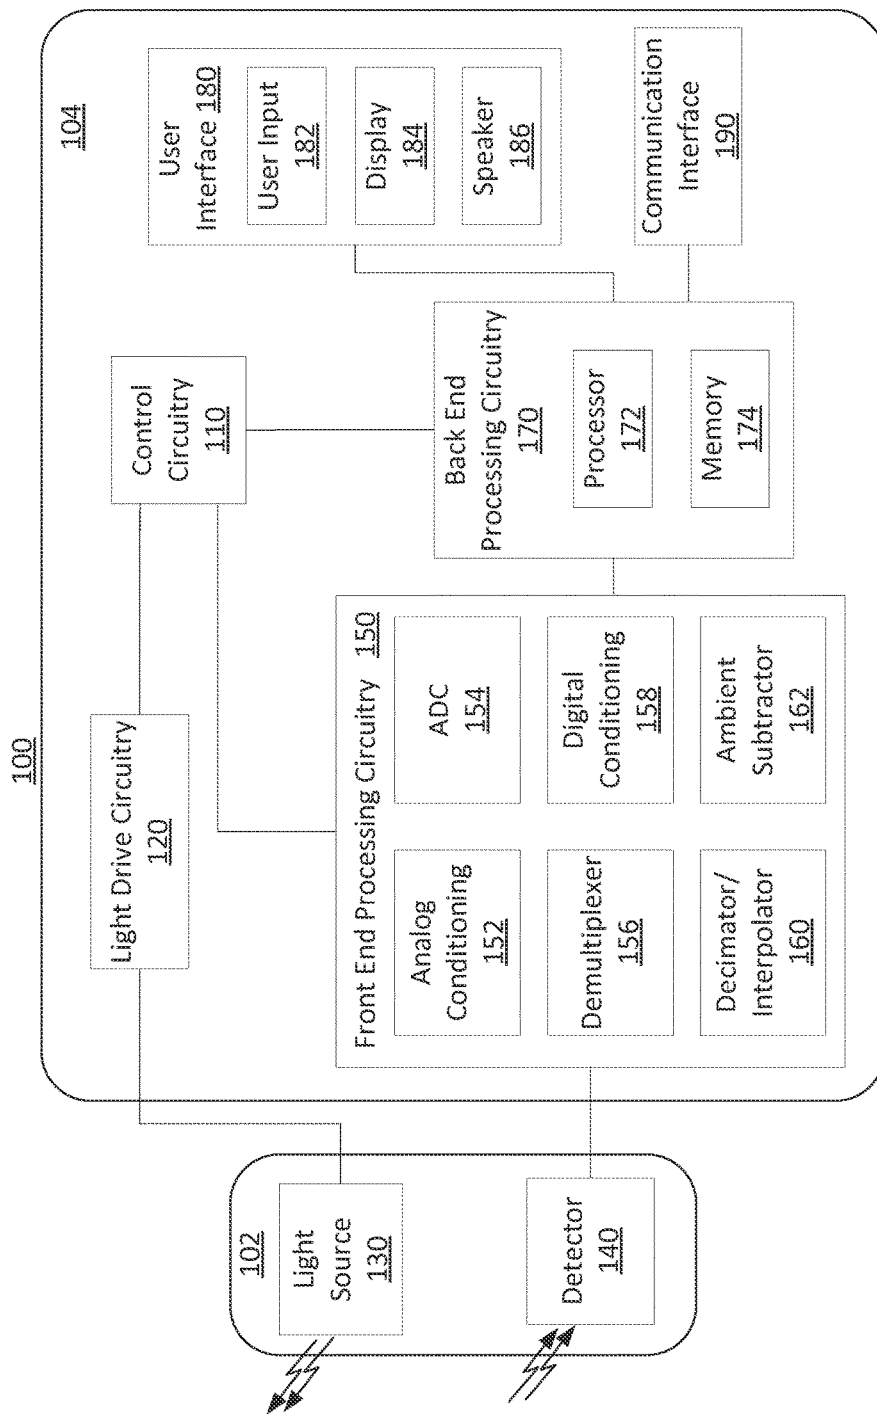 100
104
102
Light
Source
130
Detector
140
Light Drive Circuitry
120
Control
Circuitry
110
Front End Processing Circuitry 150
Analog
Conditioning
152
ADC
154
Demultiplexer
156
Digital
Conditioning
158
Decimator/
Interpolator
160
Ambient
Subtractor
162
Back End
Processing Circuitry
170
Processor
172
Memory
174
User
Interface 180
User Input
182
Display
184
Speaker
186
Communication
Interface
190